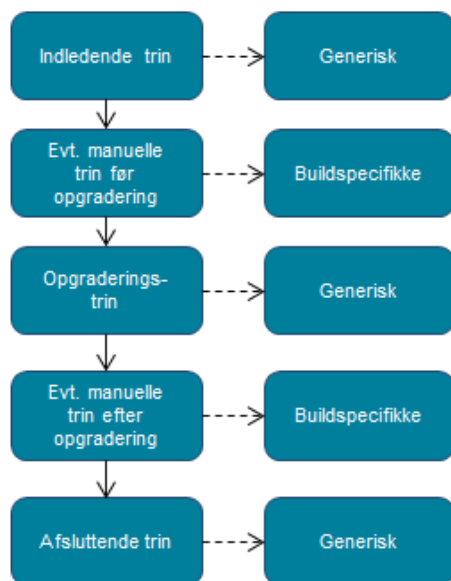 Indledende trin
Generisk
Evt. manuelle
trin før
opgradering
Buildspecifikke
Opgraderings-
trin
Generisk
Evt. manuelle
trin efter
opgradering
Buildspecifikke
Afsluttende trin
Generisk